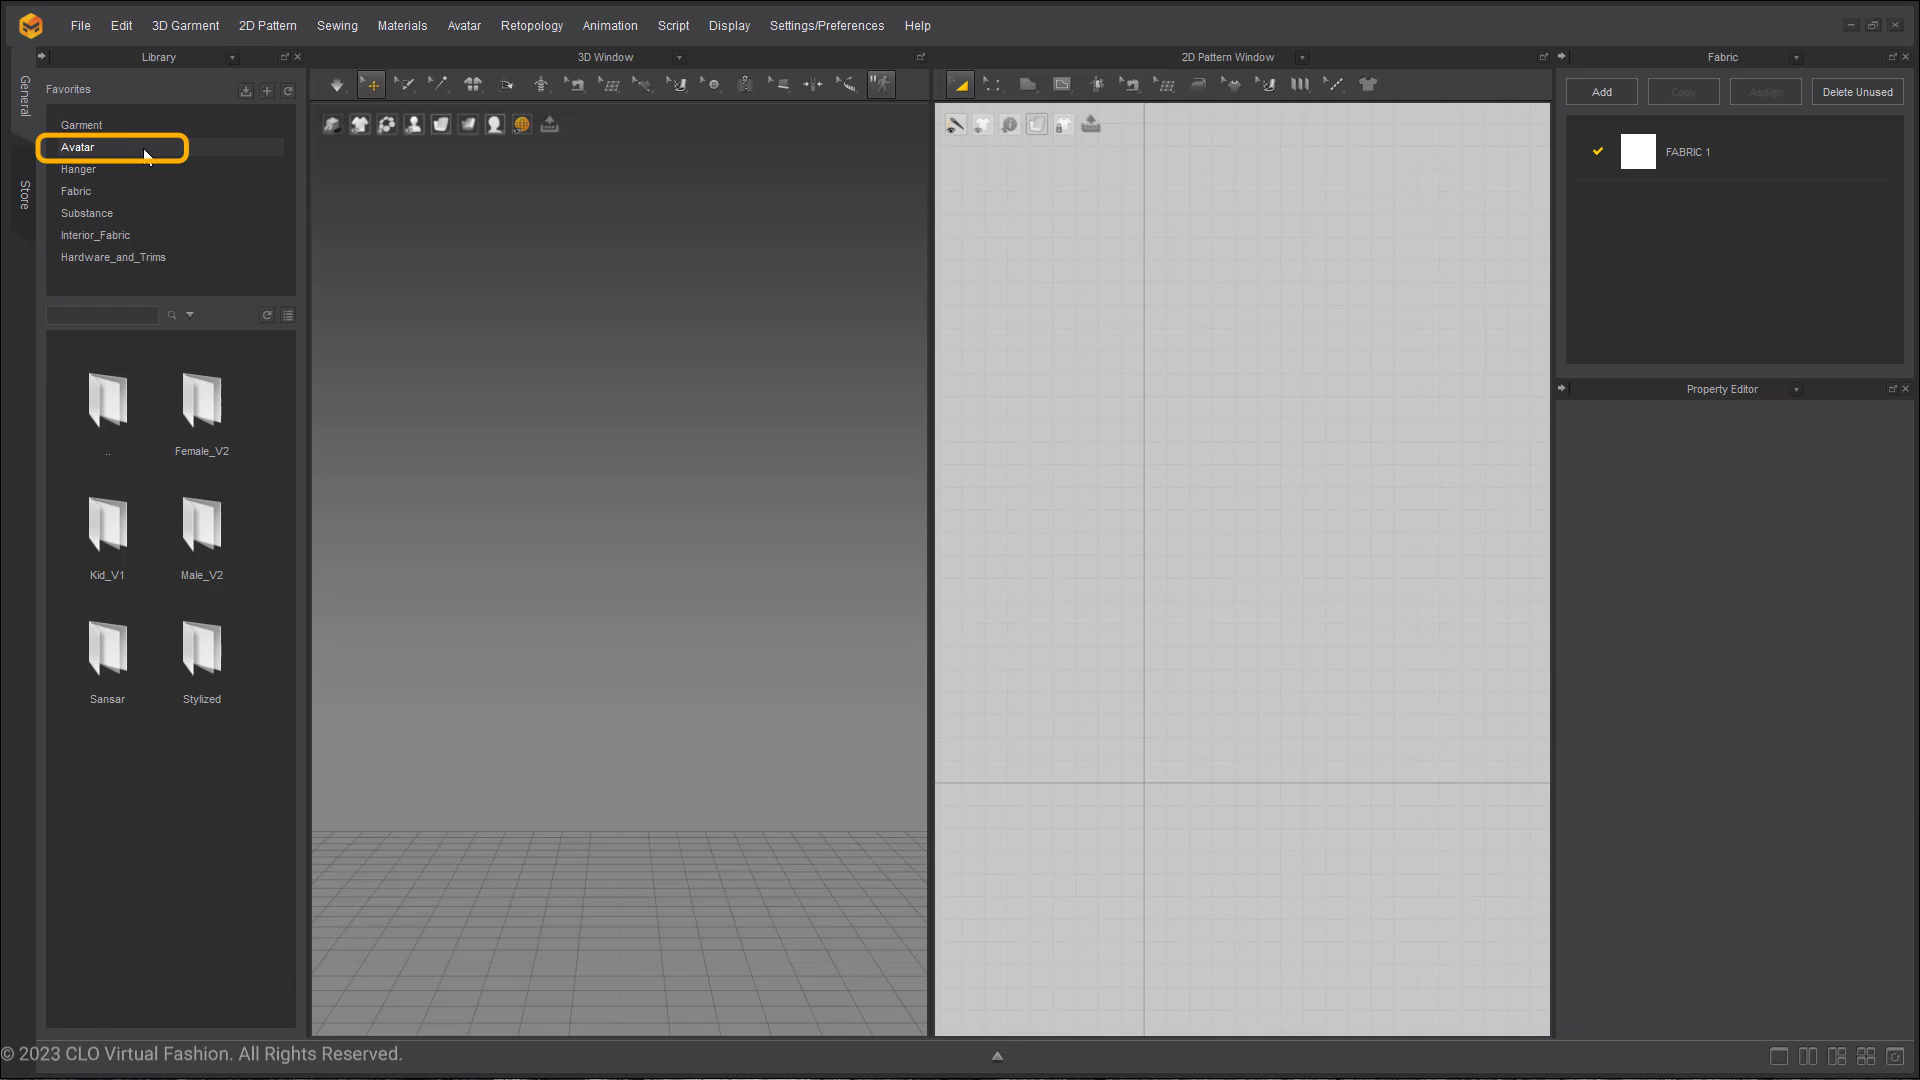 File Edit 3D Garment 2D Pattern Sewing Materials Avatar Retopology Animation Script Display Settings/Preferences Help
Library
3D Window
2D Pattern Window
Fabric
General
Store
Favorites
Garment
Avatar
Hanger
Fabric
Substance
Interior_Fabric
Hardware_and_Trims
..
Female_V2
Kid_V1
Male_V2
Sansar
Stylized
Add Copy Assign Delete Unused
FABRIC 1
Property Editor
© 2023 CLO Virtual Fashion. All Rights Reserved.